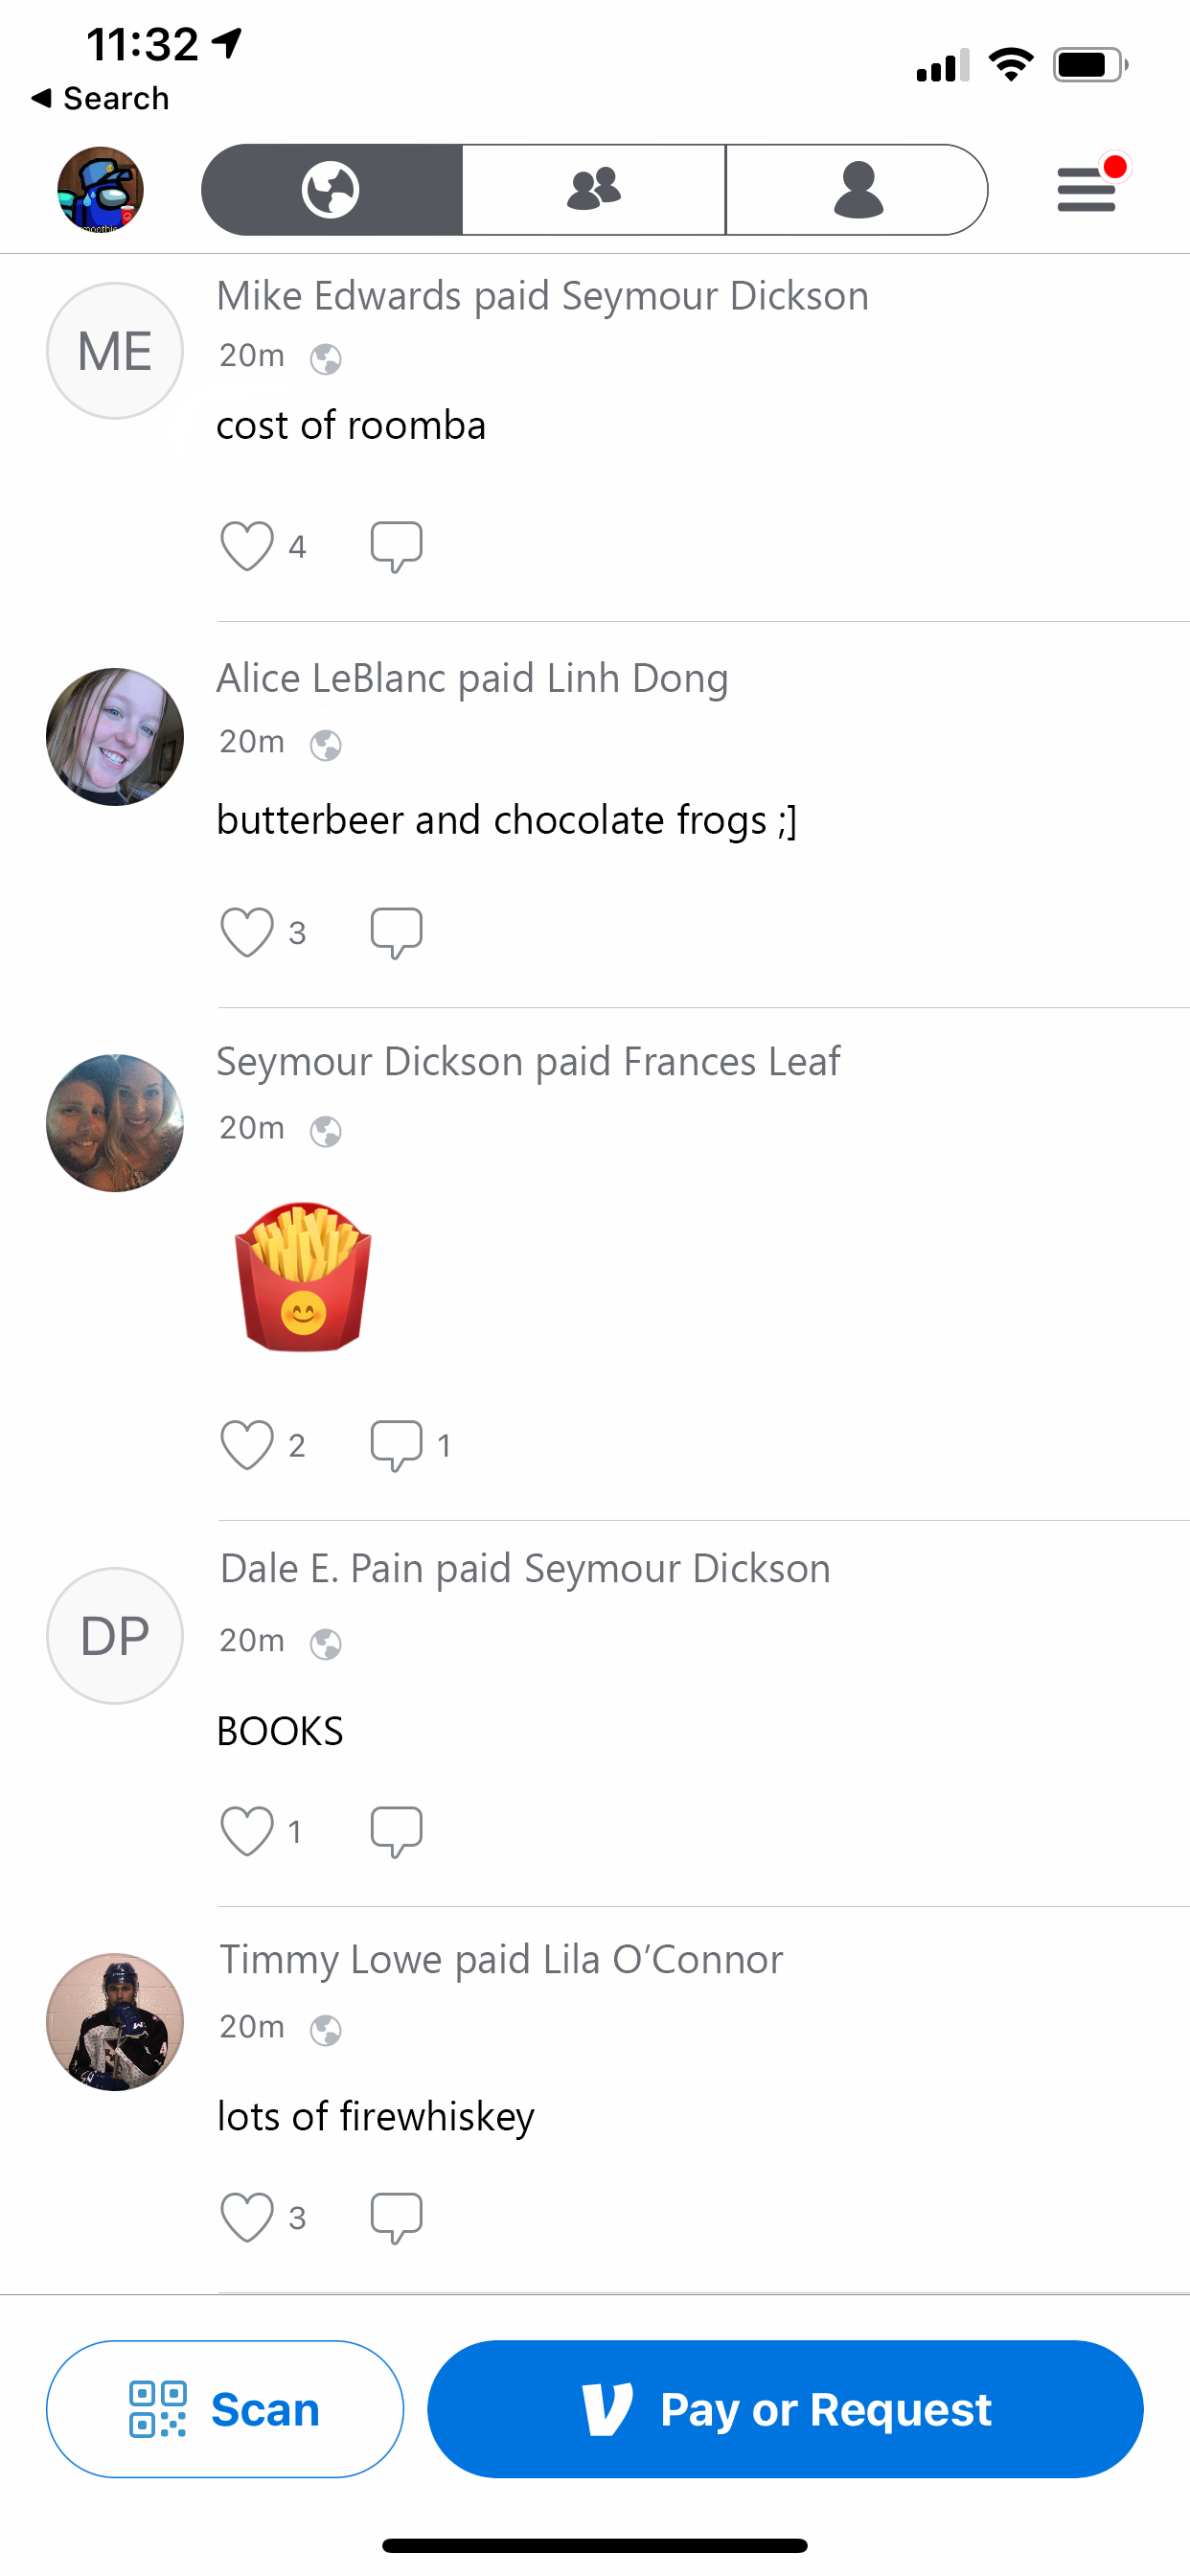 11:32
Search
Mike Edwards paid Seymour Dickson
ME
20m
cost of roomba
4
Alice LeBlanc paid Linh Dong
20m
butterbeer and chocolate frogs ;]
3
Seymour Dickson paid Frances Leaf
20m
2 1
Dale E. Pain paid Seymour Dickson
DP
20m
BOOKS
1
Timmy Lowe paid Lila O’Connor
20m
lots of firewhiskey
3
Scan
Pay or Request